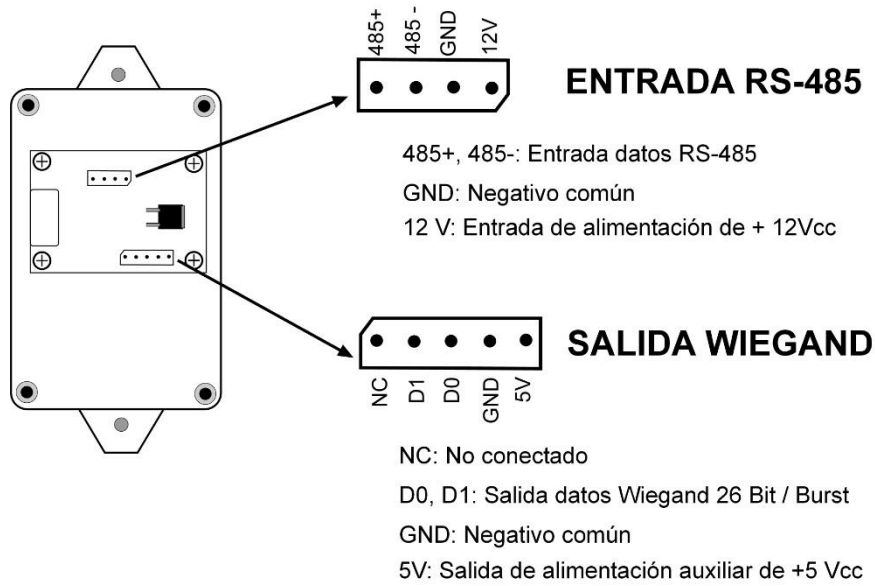 485+ 485 - GND 12V
ENTRADA RS-485
485+, 485-: Entrada datos RS-485
GND: Negativo común
12 V: Entrada de alimentación de + 12Vcc
SALIDA WIEGAND
NC D1 D0 GND 5V
NC: No conectado
D0, D1: Salida datos Wiegand 26 Bit / Burst
GND: Negativo común
5V: Salida de alimentación auxiliar de +5 Vcc